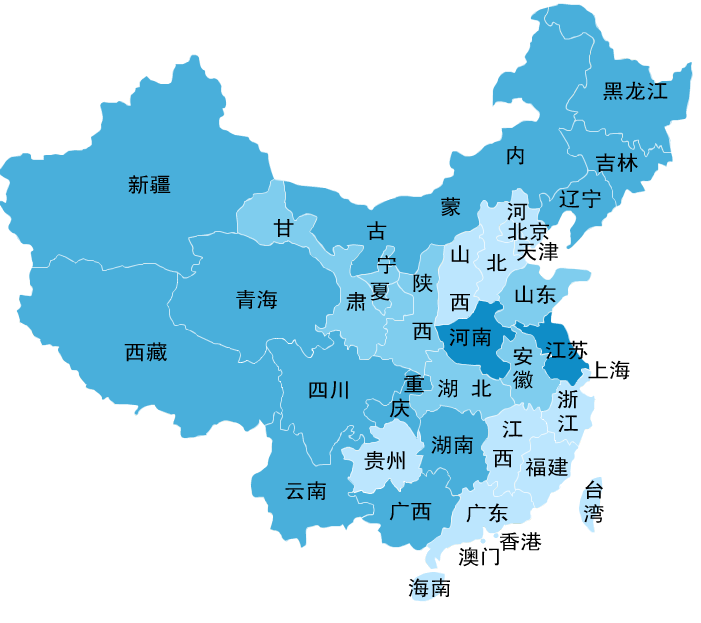 黑龙江
内
吉林
新疆
辽宁
蒙
河
甘
古
北京
山
天津
宁
北
陕
夏
山东
青海
肃
西
西
河南
江苏
西藏
安
上海
徽
重
四川
湖北
浙
庆
江
江
湖南
西
贵州
福建
云南
台
广西
广东
湾
香港
澳门
海南